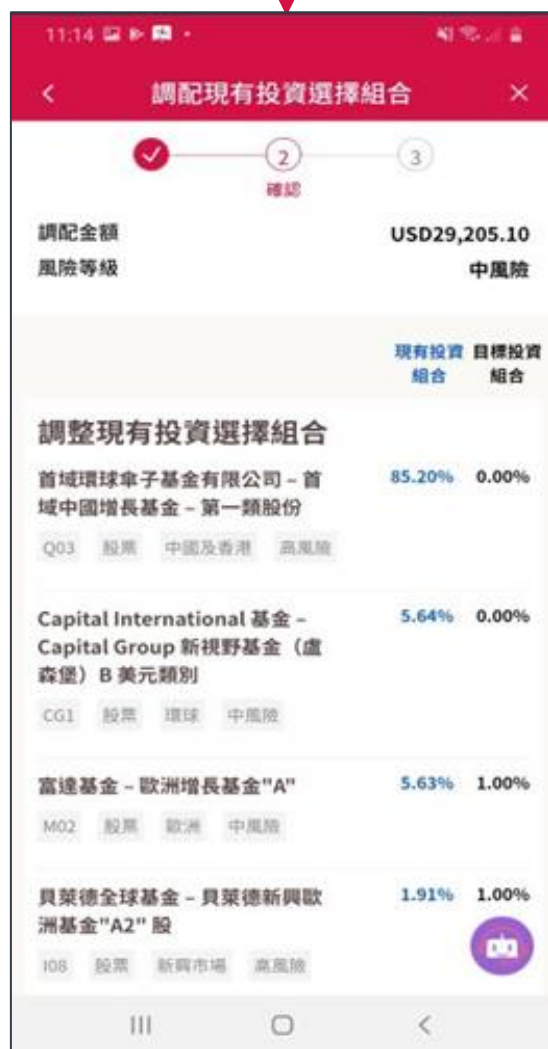 11:14
調配現有投資選擇組合
2
3
確認
調配金額 USD29,205.10
風險等級 中風險
現有投資 目標投資
組合 組合
調整現有投資選擇組合
首域環球傘子基金有限公司 – 首 85.20% 0.00%
域中國增長基金 – 第一類股份
Q03 股票 中國及香港 高風險
Capital International 基金 – 5.64% 0.00%
Capital Group 新視野基金（盧
森堡）B 美元類別
CG1 股票 環球 中風險
富達基金 – 歐洲增長基金"A" 5.63% 1.00%
M02 股票 歐洲 中風險
貝萊德全球基金 – 貝萊德新興歐 1.91% 1.00%
洲基金"A2" 股
I08 股票 新興市場 高風險